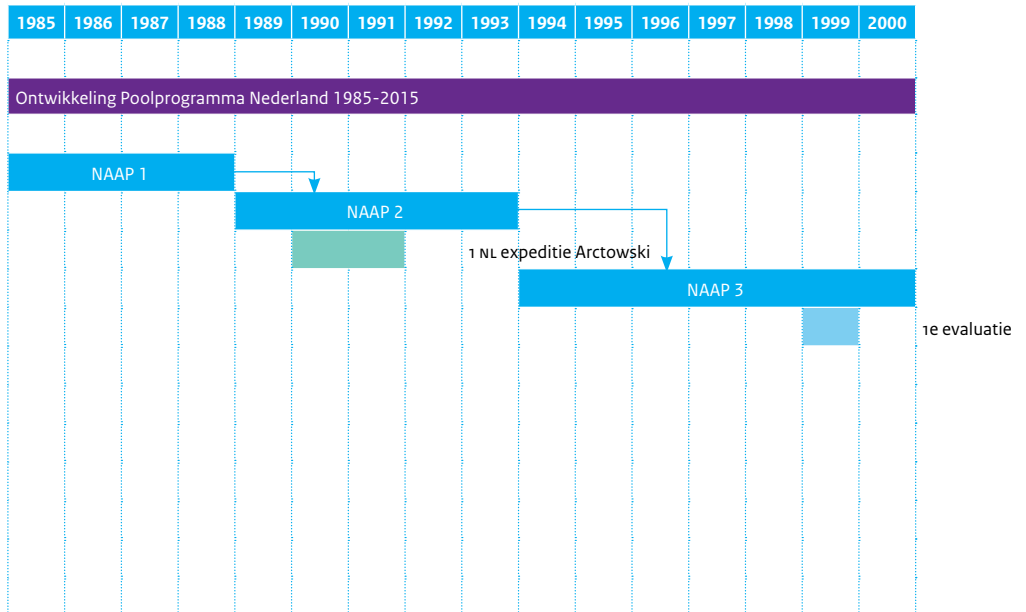 1985 1986 1987 1988 1989 1990 1991 1992 1993 1994 1995 1996 1997 1998 1999 2000
Ontwikkeling Poolprogramma Nederland 1985-2015
NAAP 1
NAAP 2
1 NL expeditie Arctowski
NAAP 3
1e evaluatie